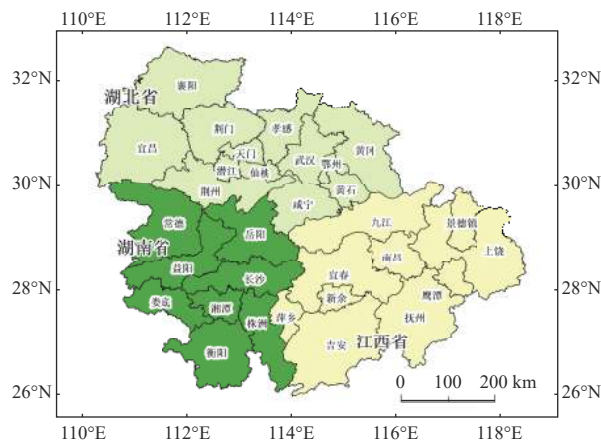 110°E 112°E 114°E 116°E 118°E
32°N 32°N
襄阳
湖北省
荆门 孝感
宜昌 黄冈
天门 武汉 鄂州
潜江 仙桃
30°N 30°N
荆州 黄石
咸宁
常德 九江 景德镇
岳阳
湖南省 南昌 上饶
益阳 长沙 宜春
28°N 28°N
娄底 湘潭 新余 鹰潭
株洲 萍乡 抚州
衡阳 吉安 江西省
0 100 200 km
26°N 26°N
110°E 112°E 114°E 116°E 118°E